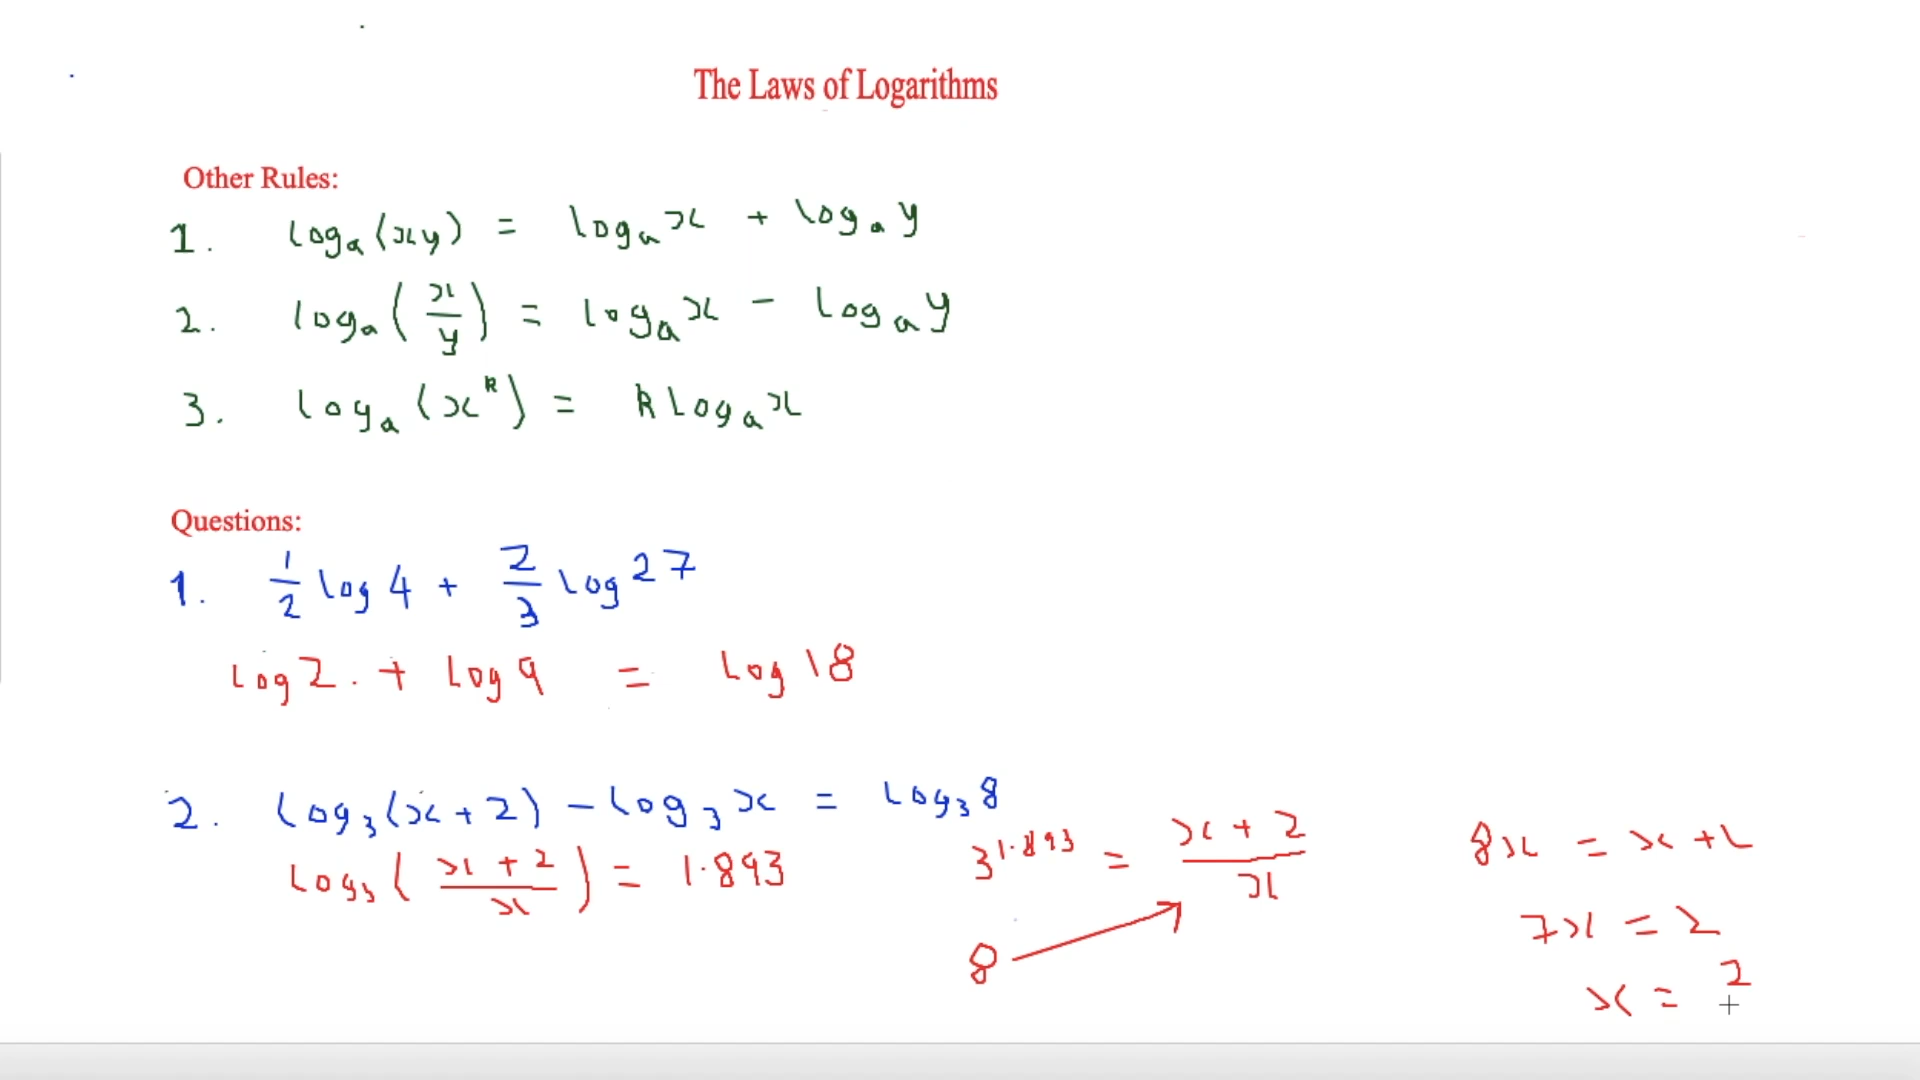 The Laws of Logarithms
Other Rules:
1. logₐ(xy) = logₐx + logₐy
2. logₐ(x/y) = logₐx − logₐy
3. logₐ(xᵏ) = k logₐx
Questions:
1. 1/2 log 4 + 2/3 log 27
log 2 . + log 9 = log 18
2. log₃(x+2) − log₃x = log₃8
log₃((x+2)/x) = 1.893
3^1.893 = (x+2)/x
8
8x = x+2
7x = 2
x = 2